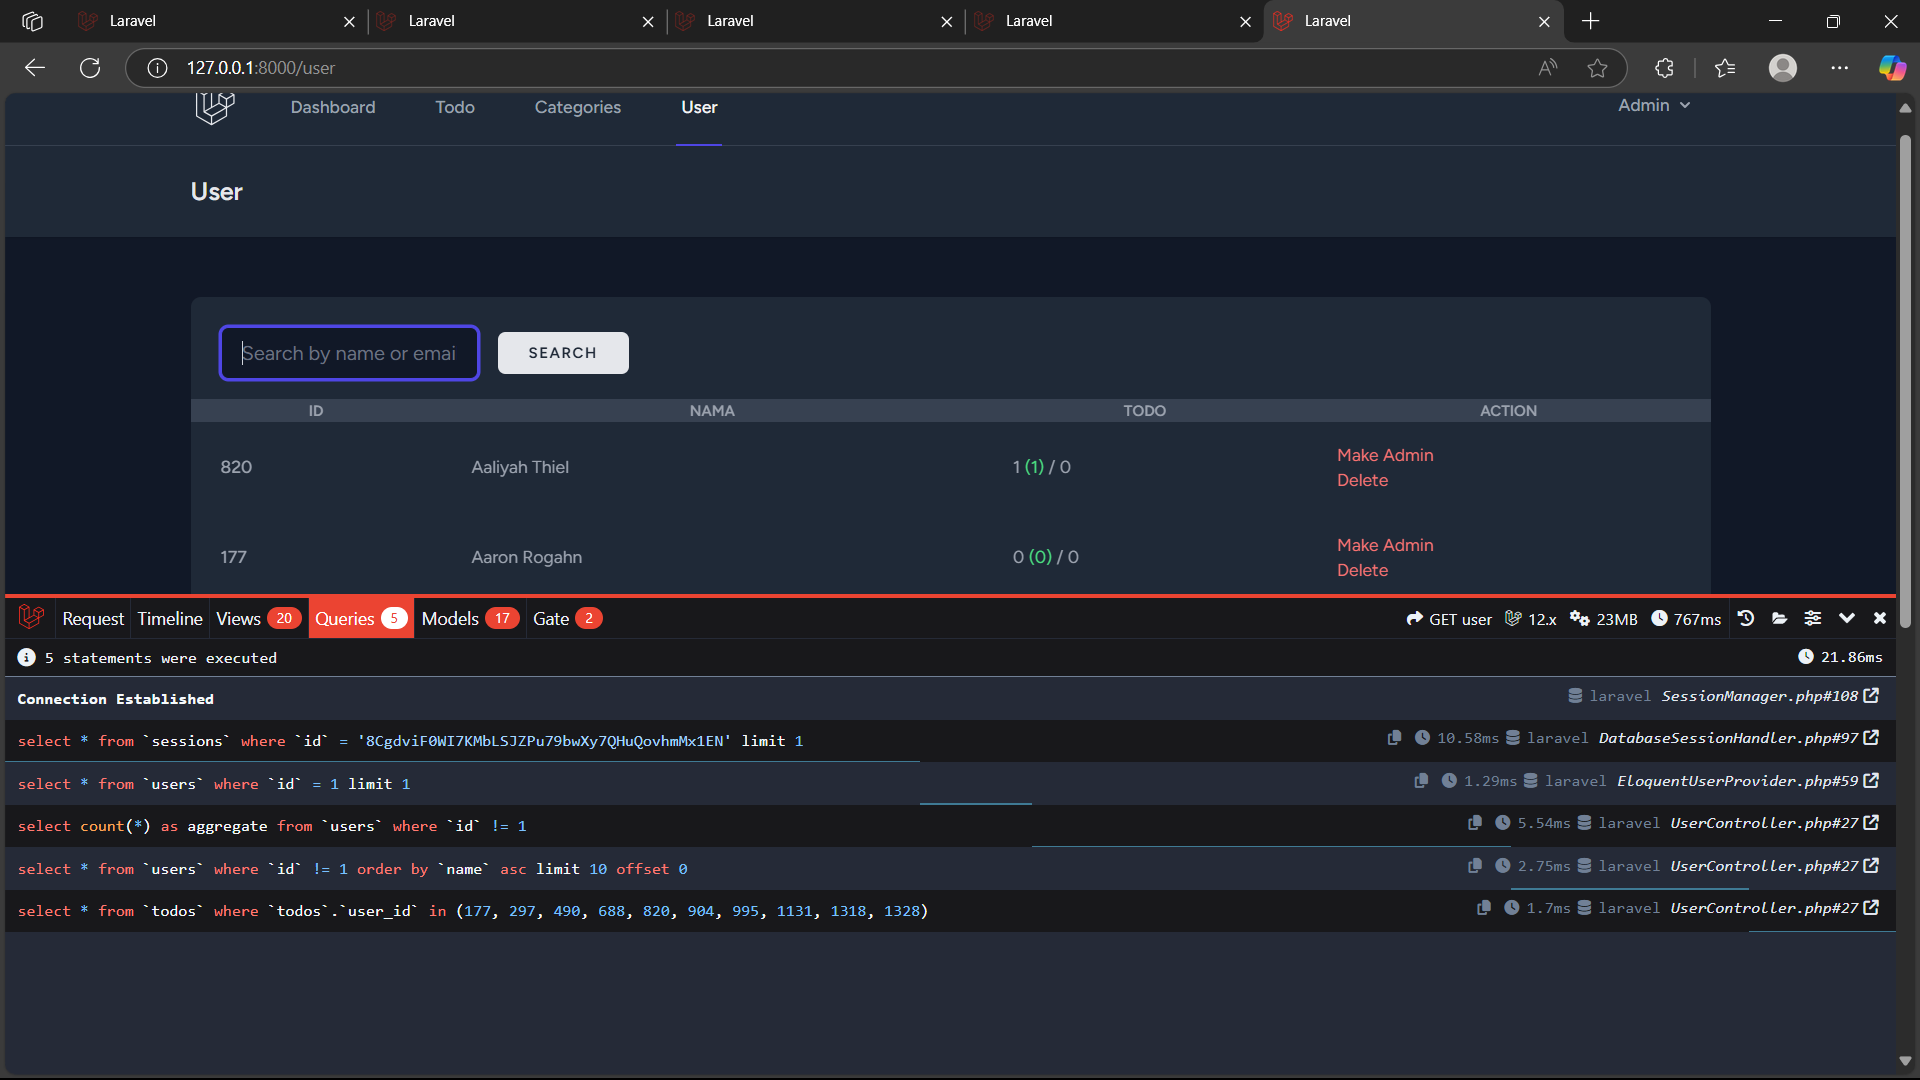 Laravel Laravel Laravel Laravel Laravel
127.0.0.1:8000/user
Dashboard Todo Categories User Admin
User
Search by name or emai SEARCH
ID NAMA TODO ACTION
820 Aaliyah Thiel 1 (1) / 0 Make Admin
Delete
177 Aaron Rogahn 0 (0) / 0 Make Admin
Delete
Request Timeline Views 20 Queries 5 Models 17 Gate 2 GET user 12.x 23MB 767ms
5 statements were executed 21.86ms
Connection Established laravel SessionManager.php#108
select * from `sessions` where `id` = '8CgdviF0WI7KMbLSJZPu79bwXy7QHuQovhmMx1EN' limit 1 10.58ms laravel DatabaseSessionHandler.php#97
select * from `users` where `id` = 1 limit 1 1.29ms laravel EloquentUserProvider.php#59
select count(*) as aggregate from `users` where `id` != 1 5.54ms laravel UserController.php#27
select * from `users` where `id` != 1 order by `name` asc limit 10 offset 0 2.75ms laravel UserController.php#27
select * from `todos` where `todos`.`user_id` in (177, 297, 490, 688, 820, 904, 995, 1131, 1318, 1328) 1.7ms laravel UserController.php#27